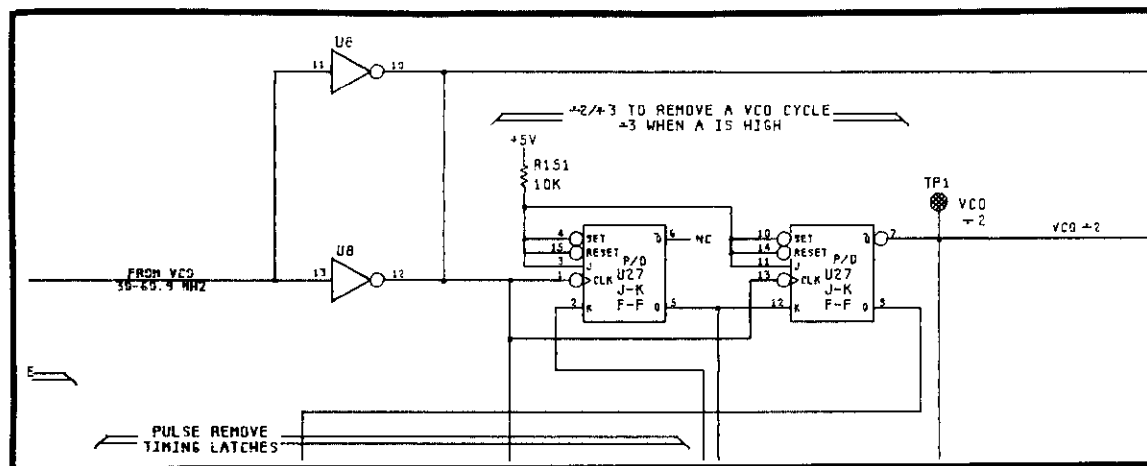 U6
11
10
÷2/÷3 TO REMOVE A VCO CYCLE
÷3 WHEN A IS HIGH
+5V
R151
10K
TP1
VCO
÷2
VCO ÷2
4
SET
Q
6
NC
15
RESET
3
J
P/O
1
CLK
U27
J-K
2
K
F-F
Q
5
10
SET
Q
7
14
RESET
11
J
P/O
13
CLK
U27
J-K
12
K
F-F
Q
9
U8
13
12
FROM VCO
E
PULSE REMOVE
TIMING LATCHES